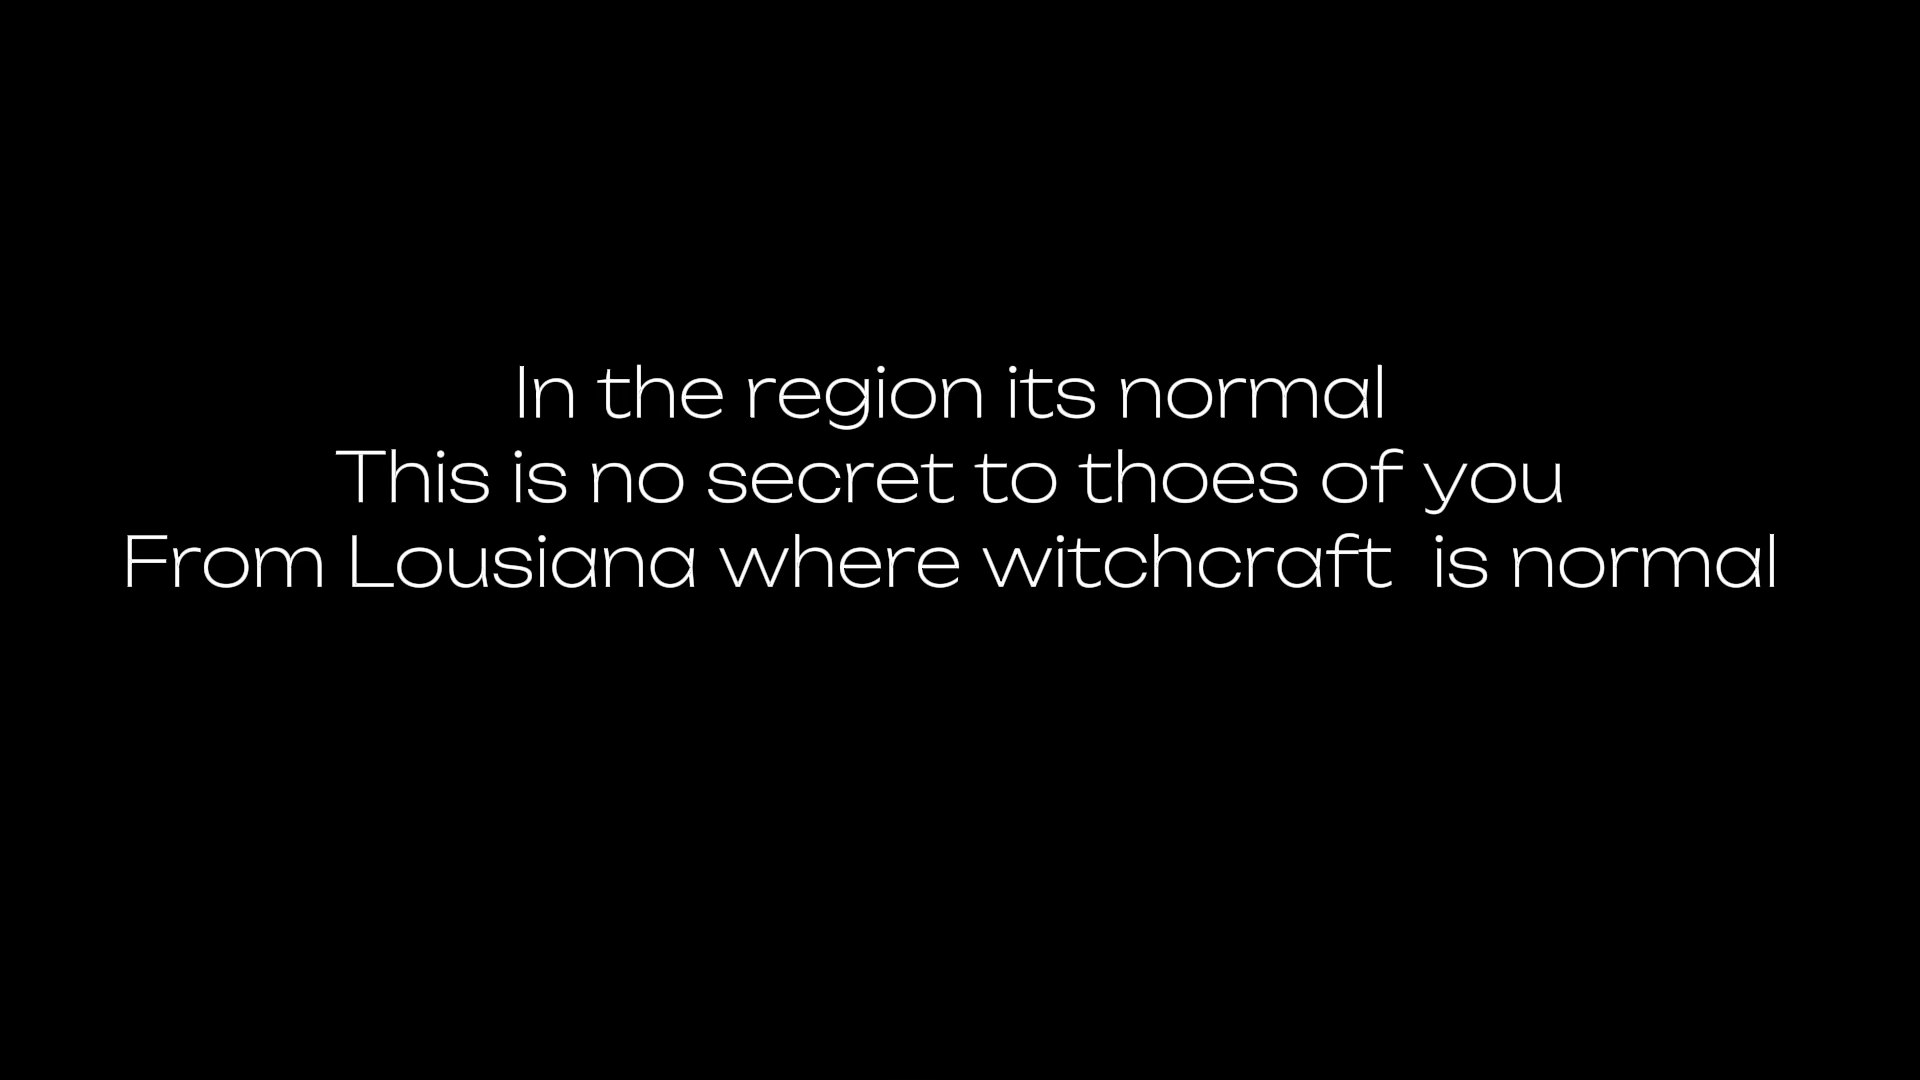 In the region its normal
This is no secret to thoes of you
From Lousiana where witchcraft  is normal